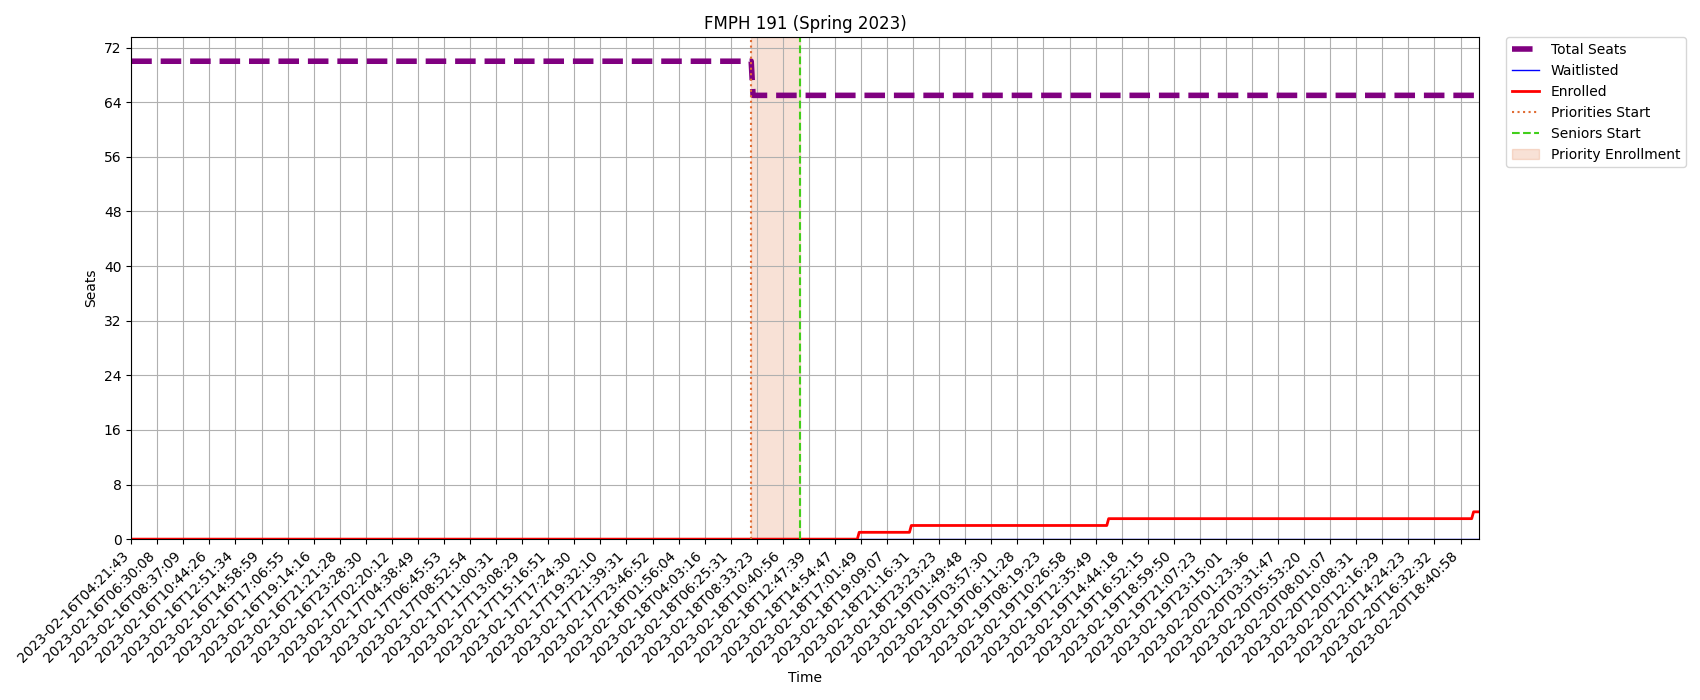 FMPH 191 (Spring 2023)
72
64
56
48
40
32
24
16
8
0
Seats
Total Seats
Waitlisted
Enrolled
Priorities Start
Seniors Start
Priority Enrollment
2023-02-16T04:21:43
2023-02-16T06:30:08
2023-02-16T08:37:09
2023-02-16T10:44:26
2023-02-16T12:51:34
2023-02-16T14:58:59
2023-02-16T17:06:55
2023-02-16T19:14:16
2023-02-16T21:21:28
2023-02-16T23:28:30
2023-02-17T02:20:12
2023-02-17T04:38:49
2023-02-17T06:45:53
2023-02-17T08:52:54
2023-02-17T11:00:31
2023-02-17T13:08:29
2023-02-17T15:16:51
2023-02-17T17:24:30
2023-02-17T19:32:10
2023-02-17T21:39:31
2023-02-17T23:46:52
2023-02-18T01:56:04
2023-02-18T04:03:16
2023-02-18T06:25:31
2023-02-18T08:33:23
2023-02-18T10:40:56
2023-02-18T12:47:39
2023-02-18T14:54:47
2023-02-18T17:01:49
2023-02-18T19:09:07
2023-02-18T21:16:31
2023-02-18T23:23:23
2023-02-19T01:49:48
2023-02-19T03:57:30
2023-02-19T06:11:28
2023-02-19T08:19:23
2023-02-19T10:26:58
2023-02-19T12:35:49
2023-02-19T14:44:18
2023-02-19T16:52:15
2023-02-19T18:59:50
2023-02-19T21:07:23
2023-02-19T23:15:01
2023-02-20T01:23:36
2023-02-20T03:31:47
2023-02-20T05:53:20
2023-02-20T08:01:07
2023-02-20T10:08:31
2023-02-20T12:16:29
2023-02-20T14:24:23
2023-02-20T16:32:32
2023-02-20T18:40:58
Time